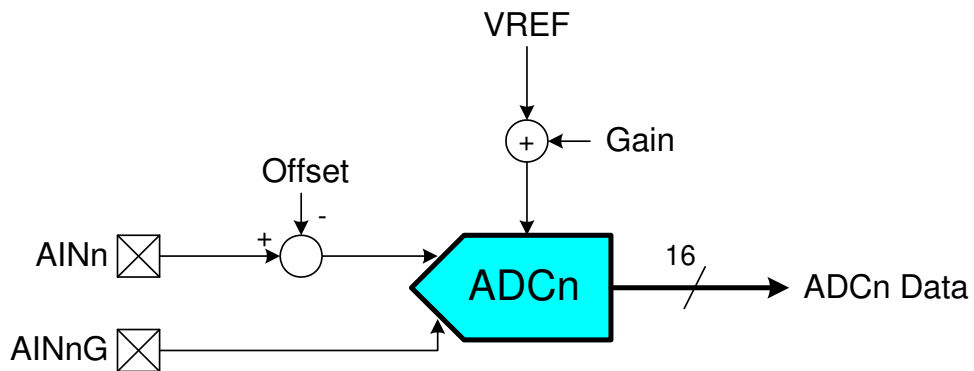 VREF
+
Gain
Offset
-
+
AINn
ADCn
16
ADCn Data
AINnG